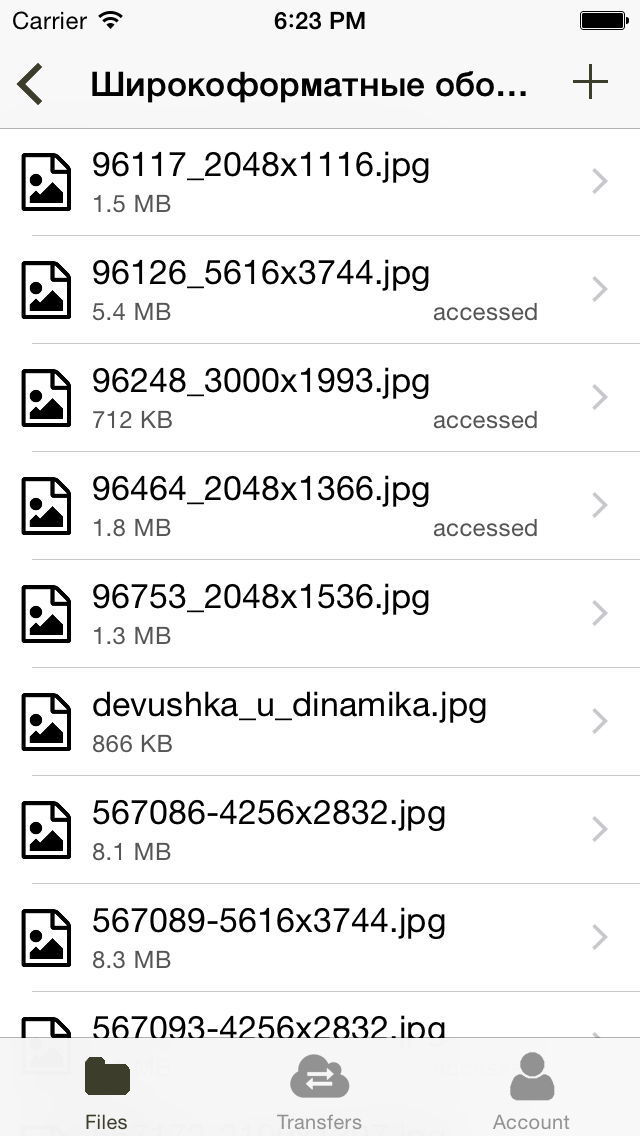 Carrier 6:23 PM
Широкоформатные обо...
96117_2048x1116.jpg
1.5 MB
96126_5616x3744.jpg
5.4 MB accessed
96248_3000x1993.jpg
712 KB accessed
96464_2048x1366.jpg
1.8 MB accessed
96753_2048x1536.jpg
1.3 MB
devushka_u_dinamika.jpg
866 KB
567086-4256x2832.jpg
8.1 MB
567089-5616x3744.jpg
8.3 MB
567093-4256x2832.jpg
Files Transfers Account